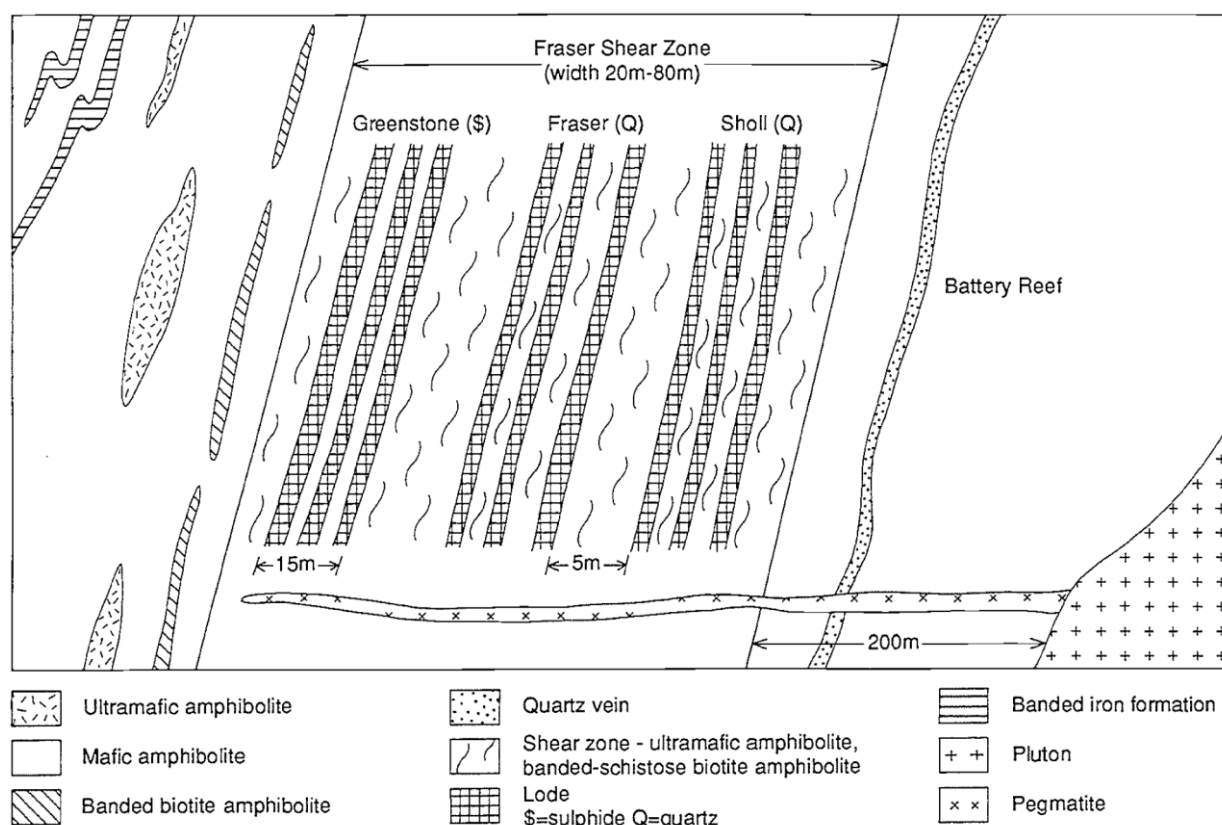 Fraser Shear Zone
(width 20m-80m)
Greenstone ($)
Fraser (Q)
Sholl (Q)
Battery Reef
15m
5m
200m
Ultramafic amphibolite
Quartz vein
Banded iron formation
Mafic amphibolite
Shear zone - ultramafic amphibolite,
banded-schistose biotite amphibolite
Pluton
Banded biotite amphibolite
Lode
$=sulphide Q=quartz
Pegmatite